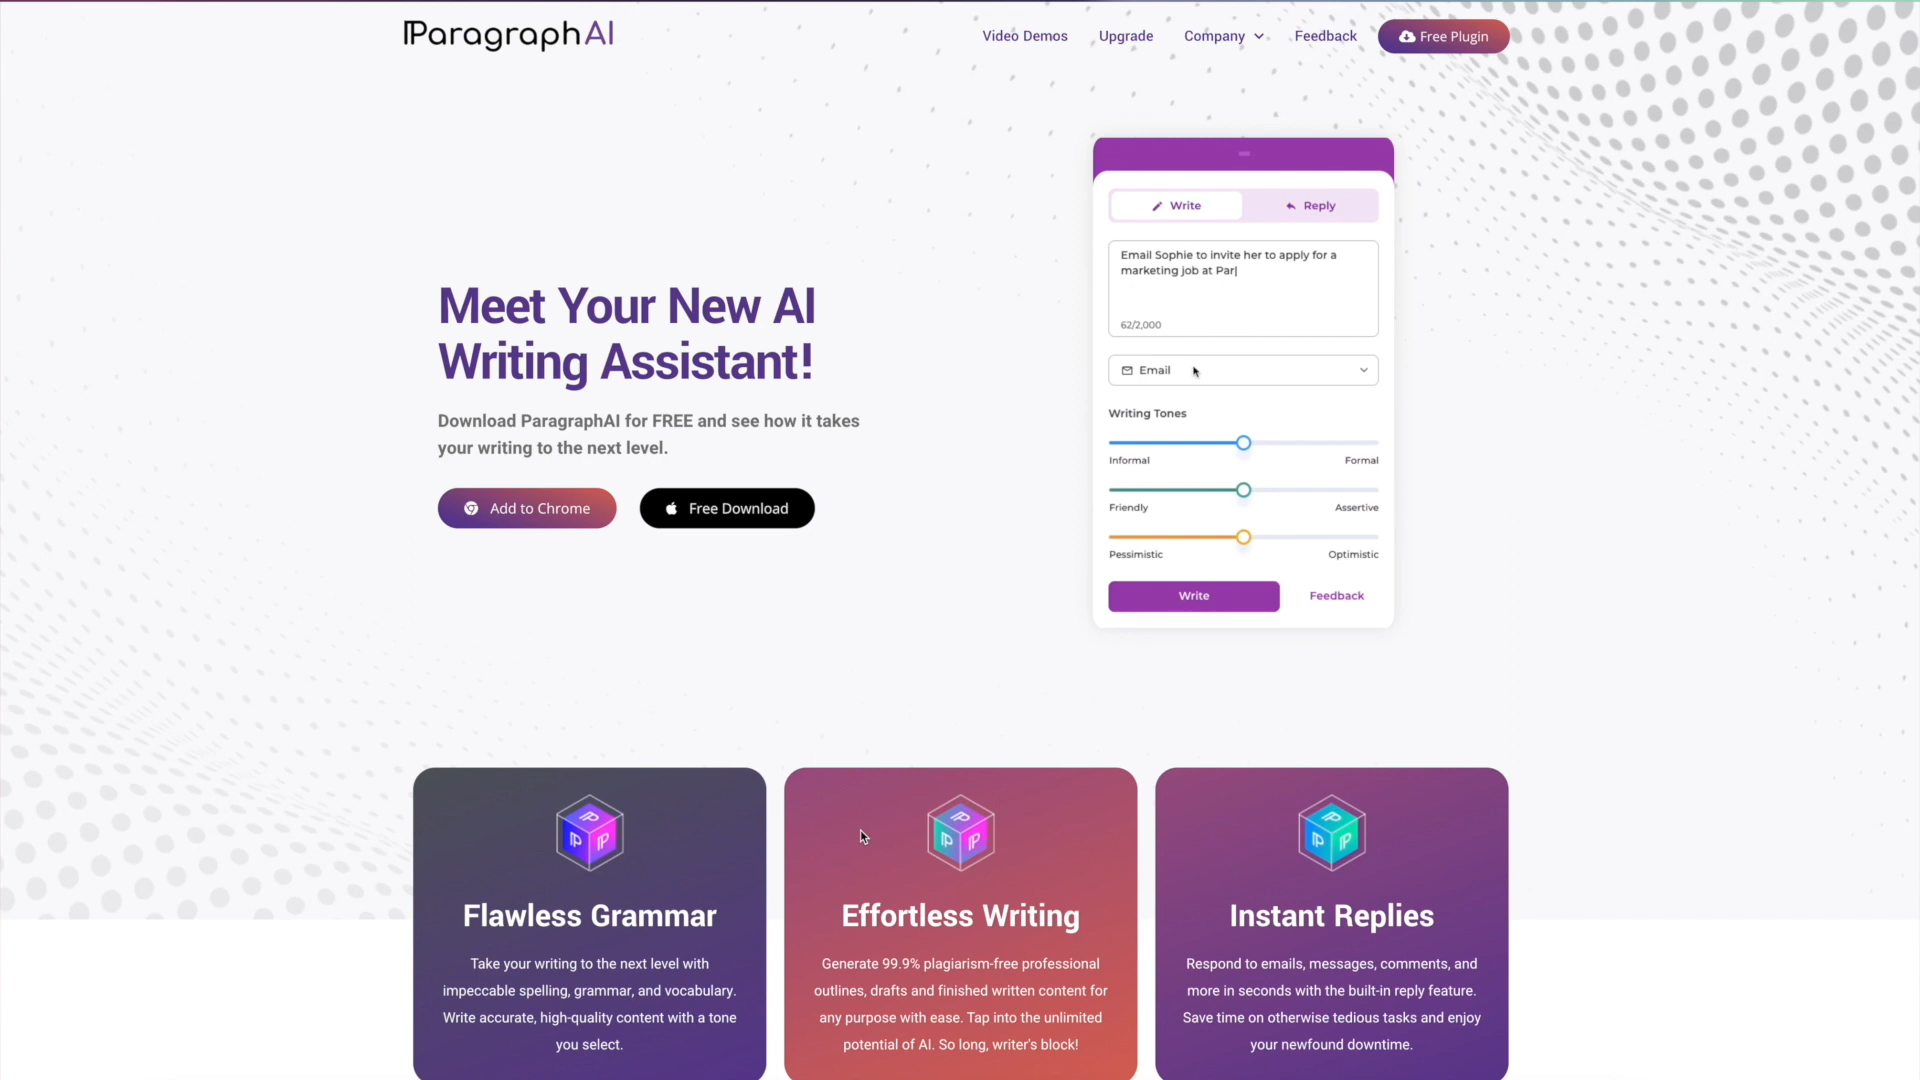 ParagraphAI
Video Demos
Upgrade
Company
Feedback
Free Plugin
Write
Reply
Email Sophie to invite her to apply for a
marketing job at Par
62/2,000
Email
Writing Tones
Informal
Formal
Friendly
Assertive
Pessimistic
Optimistic
Write
Feedback
Meet Your New AI
Writing Assistant!
Download ParagraphAI for FREE and see how it takes
your writing to the next level.
Add to Chrome
Free Download
Flawless Grammar
Take your writing to the next level with
impeccable spelling, grammar, and vocabulary.
Write accurate, high-quality content with a tone
you select.
Effortless Writing
Generate 99.9% plagiarism-free professional
outlines, drafts and finished written content for
any purpose with ease. Tap into the unlimited
potential of AI. So long, writer's block!
Instant Replies
Respond to emails, messages, comments, and
more in seconds with the built-in reply feature.
Save time on otherwise tedious tasks and enjoy
your newfound downtime.